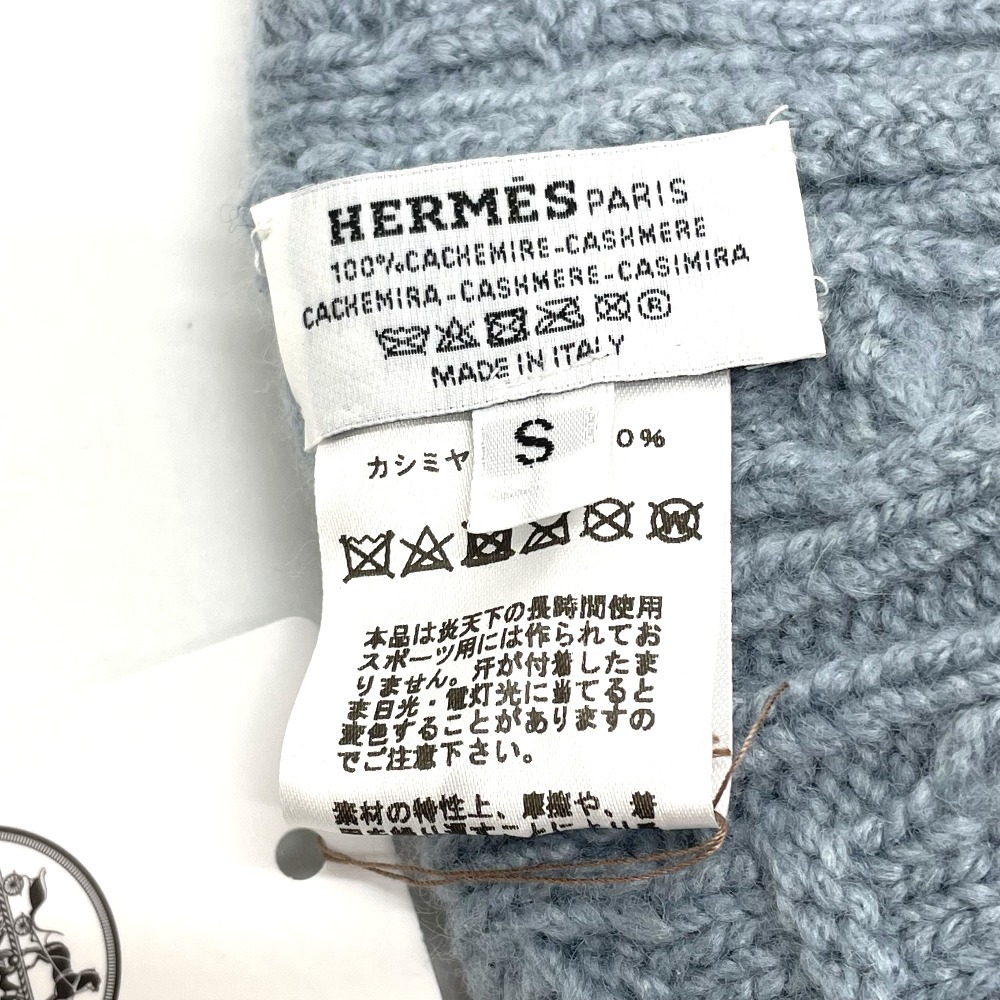 HERMÈS PARIS
100% CACHEMIRE-CASHMERE
CACHEMIRA-CASHMERE-CASIMIRA
®
MADE IN ITALY
S
カシミヤ 0%
W
本品は炎天下の長時間使用
スポーツ用には作られてお
りません。汗が付着したま
ま日光・電灯光に当てると
変色することがありますの
でご注意下さい。
素材の特性上、摩擦や、着